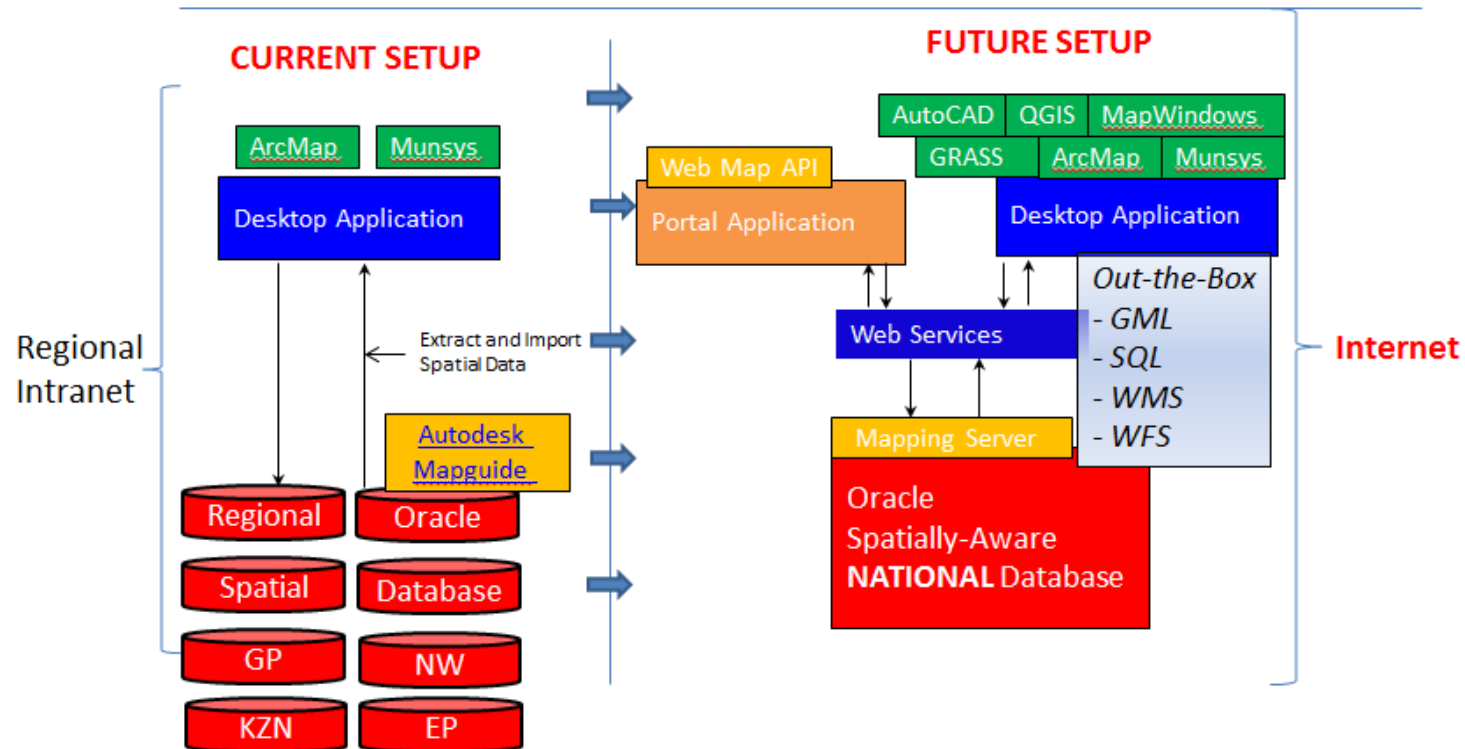 CURRENT SETUP
FUTURE SETUP
ArcMap
Munsys
Desktop Application
Regional
Intranet
Extract and Import
Spatial Data
Autodesk
Mapguide
Regional
Oracle
Spatial
Database
GP
NW
KZN
EP
AutoCAD
QGIS
MapWindows
GRASS
ArcMap
Munsys
Web Map API
Portal Application
Desktop Application
Out-the-Box
- GML
- SQL
- WMS
- WFS
Web Services
Mapping Server
Oracle
Spatially-Aware
NATIONAL Database
Internet